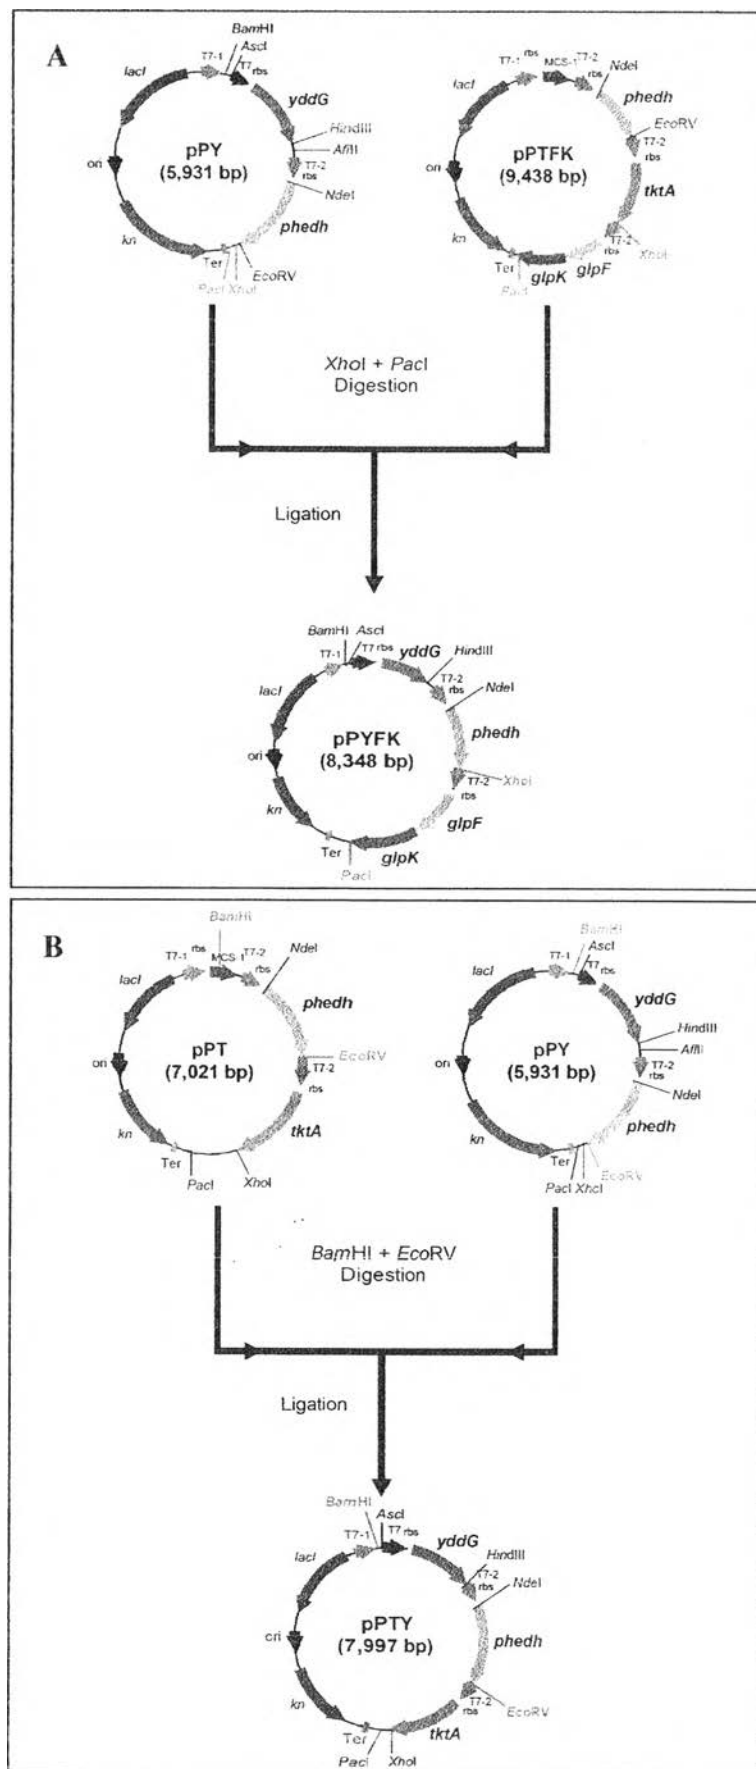 A
BamHI
T7-1
AscI
T7 rbs
lacI
yddG
HindIII
AflII
pPY
(5,931 bp)
ori
T7-2
rbs
NdeI
phedh
kn
Ter
EcoRV
PacI XhoI
T7-1 rbs
MCS-1 T7-2
rbs
NdeI
lacI
phedh
EcoRV
pPTFK
(9,438 bp)
ori
T7-2
rbs
tktA
kn
T7-2
rbs
XhoI
Ter
glpK
glpF
PacI
XhoI + PacI
Digestion
Ligation
BamHI AscI
T7-1
T7 rbs
yddG
HindIII
T7-2
rbs
NdeI
lacI
phedh
pPYFK
(8,348 bp)
ori
T7-2
rbs
XhoI
kn
glpF
Ter
glpK
PacI
B
BamHI
T7-1 rbs
MCS-1 T7-2
rbs
NdeI
lacI
phedh
pPT
(7,021 bp)
ori
EcoRV
T7-2
rbs
kn
tktA
Ter
PacI
XhoI
BamHI
T7-1
AscI
T7 rbs
lacI
yddG
HindIII
AflII
pPY
(5,931 bp)
ori
T7-2
rbs
NdeI
kn
phedh
Ter
EcoRV
PacI XhoI
BamHI + EcoRV
Digestion
Ligation
BamHI
AscI
T7-1
T7 rbs
yddG
HindIII
T7-2
rbs
NdeI
lacI
pPTY
(7,997 bp)
ori
phedh
kn
T7-2
rbs
EcoRV
Ter
tktA
PacI
XhoI